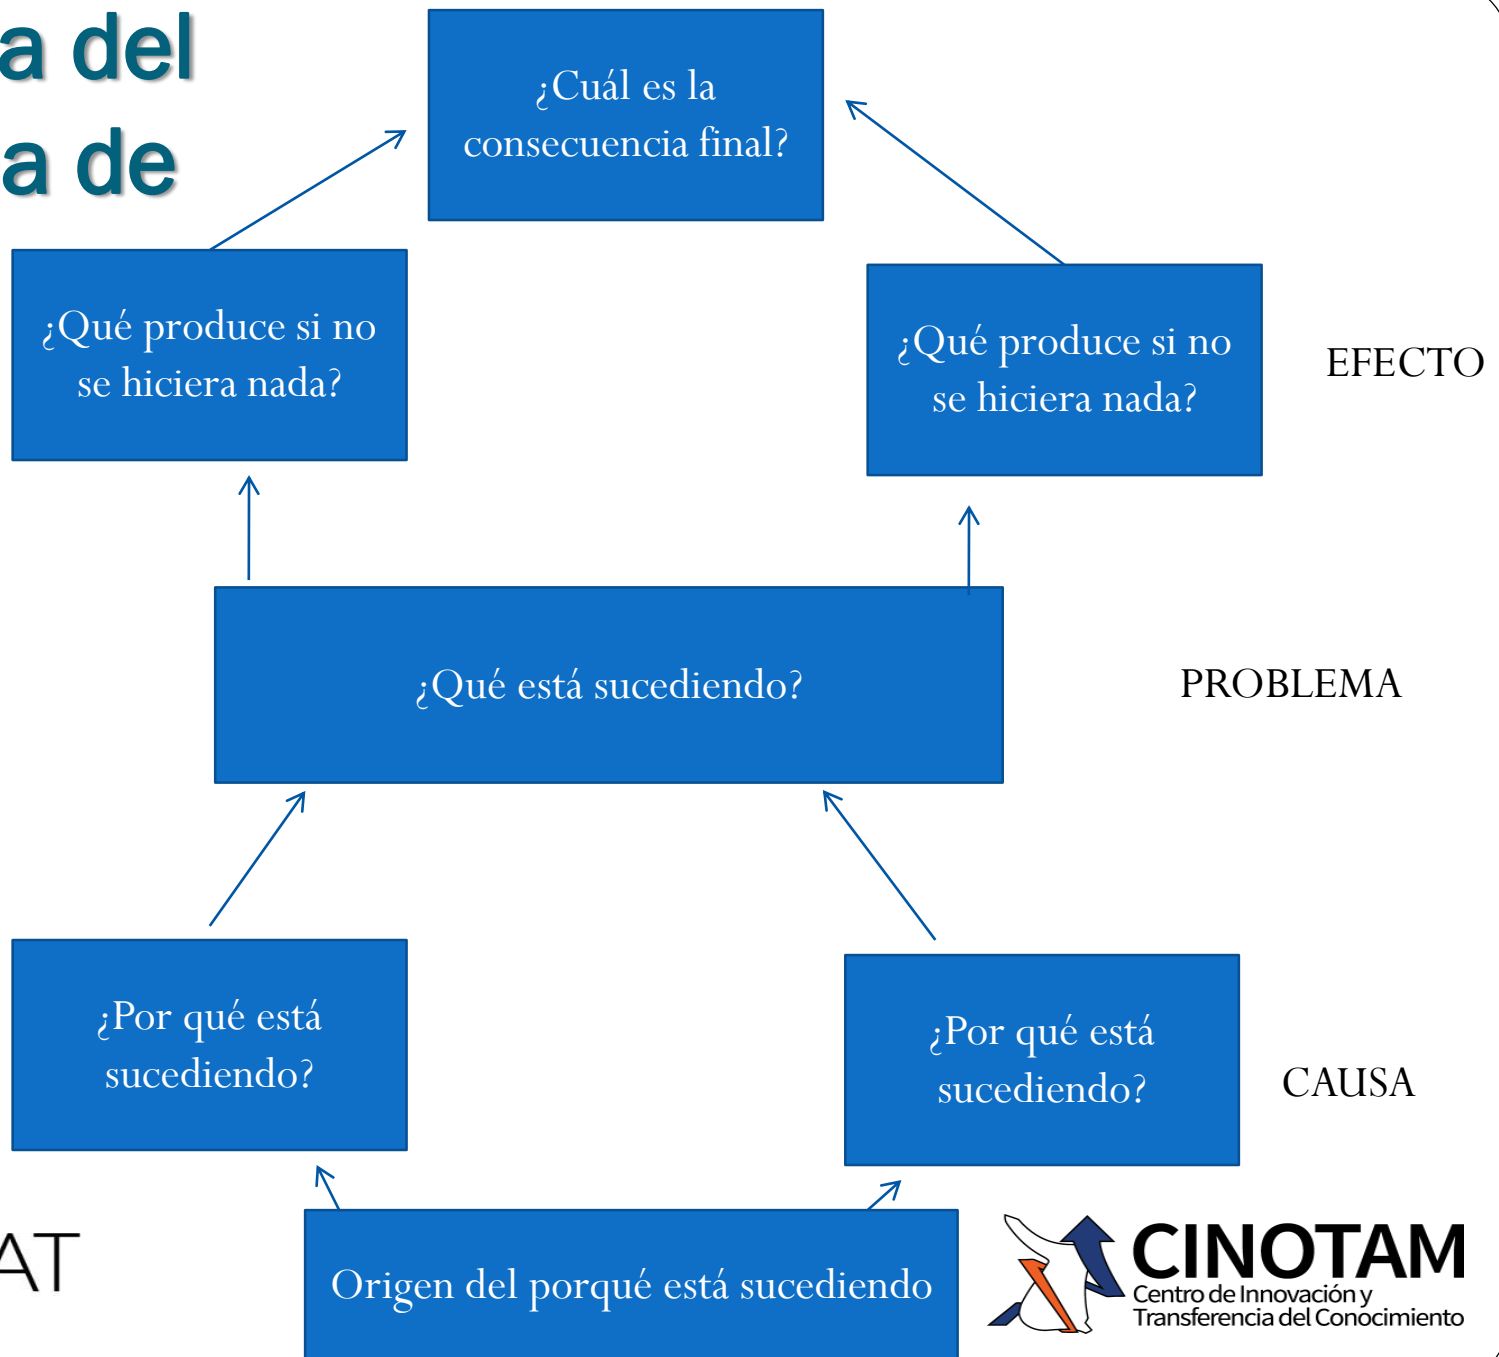 a del
a de
¿Cuál es la
consecuencia final?
¿Qué produce si no
se hiciera nada?
¿Qué produce si no
se hiciera nada?
EFECTO
¿Qué está sucediendo?
PROBLEMA
¿Por qué está
sucediendo?
¿Por qué está
sucediendo?
CAUSA
Origen del porqué está sucediendo
AT
CINOTAM
Centro de Innovación y
Transferencia del Conocimiento